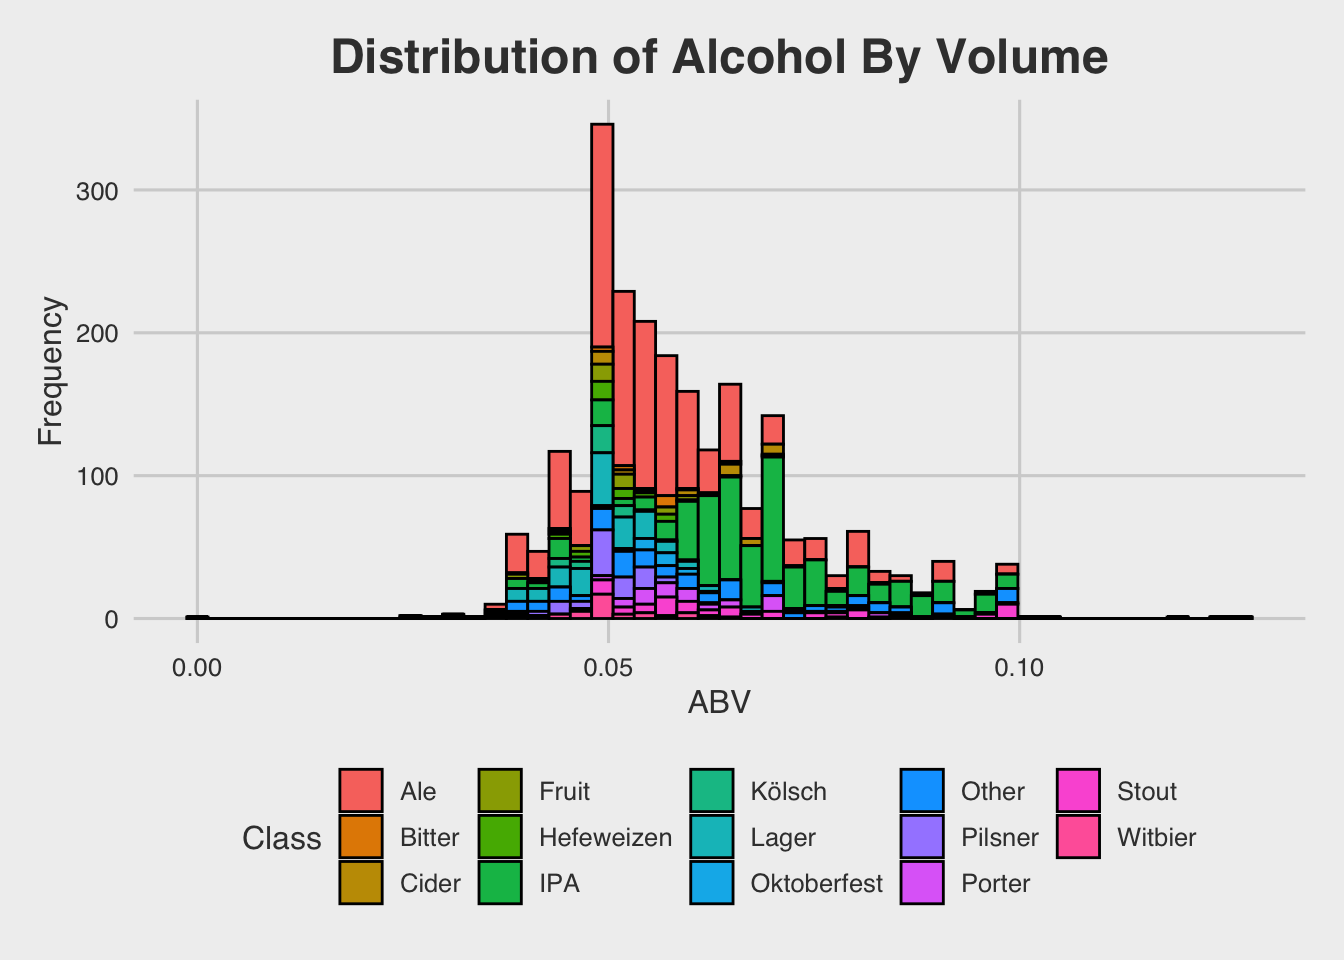 Distribution of Alcohol By Volume
300
200
100
0
Frequency
0.00 0.05 0.10
ABV
Class
Ale Fruit Kölsch Other Stout
Bitter Hefeweizen Lager Pilsner Witbier
Cider IPA Oktoberfest Porter